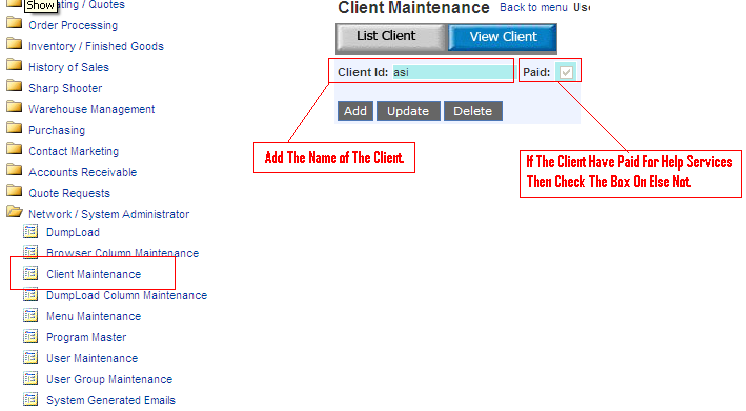 Show
ating / Quotes
Order Processing
Inventory / Finished Goods
History of Sales
Sharp Shooter
Warehouse Management
Purchasing
Contact Marketing
Accounts Receivable
Quote Requests
Network / System Administrator
DumpLoad
Browser Column Maintenance
Client Maintenance
DumpLoad Column Maintenance
Menu Maintenance
Program Master
User Maintenance
User Group Maintenance
System Generated Emails
Client Maintenance Back to menu Use
List Client View Client
Client Id: asi Paid:
Add Update Delete
Add The Name of The Client.
If The Client Have Paid For Help Services
Then Check The Box On Else Not.